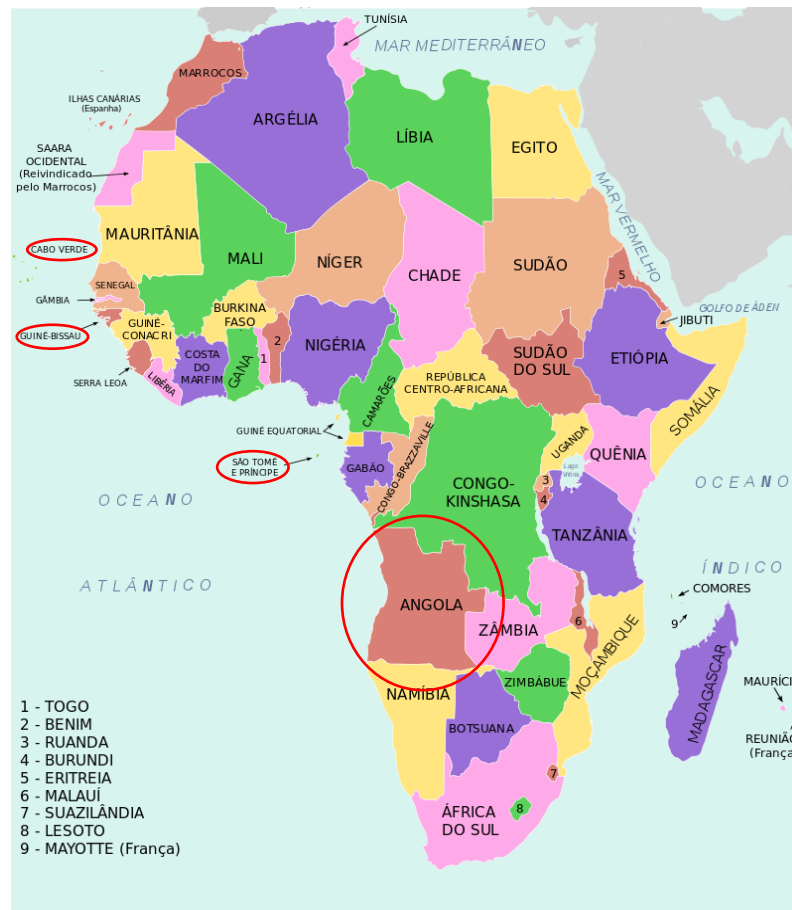 TUNÍSIA
MAR MEDITERRÂNEO
MARROCOS
ILHAS CANÁRIAS
(Espanha)
ARGÉLIA
LÍBIA
EGITO
SAARA
OCIDENTAL
(Reivindicado
pelo Marrocos)
MAR VERMELHO
MAURITÂNIA
CABO VERDE
MALI
NÍGER
CHADE
SUDÃO
5
SENEGAL
GÂMBIA
GOLFO DE ÁDEN
JIBUTI
BURKINA
FASO
GUINÉ-BISSAU
GUINÉ-
CONACRI
NIGÉRIA
1
2
COSTA
DO
MARFIM
GANA
SUDÃO
DO SUL
ETIÓPIA
SERRA LEOA
LIBÉRIA
CAMARÕES
REPÚBLICA
CENTRO-AFRICANA
SOMÁLIA
GUINÉ EQUATORIAL
UGANDA
QUÊNIA
SÃO TOMÉ
E PRÍNCIPE
GABÃO
CONGO-BRAZZAVILLE
CONGO-
KINSHASA
Lago
Vitória
3
4
OCEANO
OCEANO
TANZÂNIA
ATLÂNTICO
ÍNDICO
COMORES
ANGOLA
9
6
ZÂMBIA
MOÇAMBIQUE
MADAGASCAR
ZIMBÁBUE
NAMÍBIA
BOTSUANA
MAURÍCI
REUNIÃO
(França
7
8
ÁFRICA
DO SUL
1 - TOGO
2 - BENIM
3 - RUANDA
4 - BURUNDI
5 - ERITREIA
6 - MALAUÍ
7 - SUAZILÂNDIA
8 - LESOTO
9 - MAYOTTE (França)